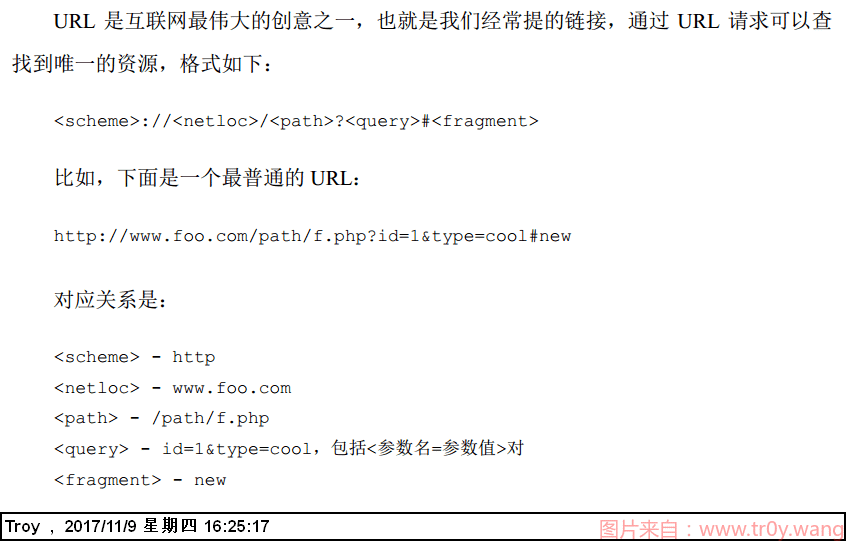 URL 是互联网最伟大的创意之一，也就是我们经常提的链接，通过 URL 请求可以查
找到唯一的资源，格式如下：
<scheme>://<netloc>/<path>?<query>#<fragment>
比如，下面是一个最普通的 URL：
http://www.foo.com/path/f.php?id=1&type=cool#new
对应关系是：
<scheme> - http
<netloc> - www.foo.com
<path> - /path/f.php
<query> - id=1&type=cool，包括<参数名=参数值>对
<fragment> - new
Troy ，2017/11/9 星期四 16:25:17
图片来自：www.tr0y.wang